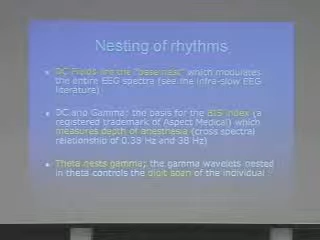 Nesting of rhythms
DC Fields are the "base nest" which modulates
the entire EEG spectra (see the infra-slow EEG
literature)
DC and Gamma: the basis for the BIS index (a
registered trademark of Aspect Medical) which
measures depth of anesthesia (cross spectral
relationship of 0.39 Hz and 38 Hz)
Theta nests gamma; the gamma wavelets nested
in theta controls the digit span of the individual